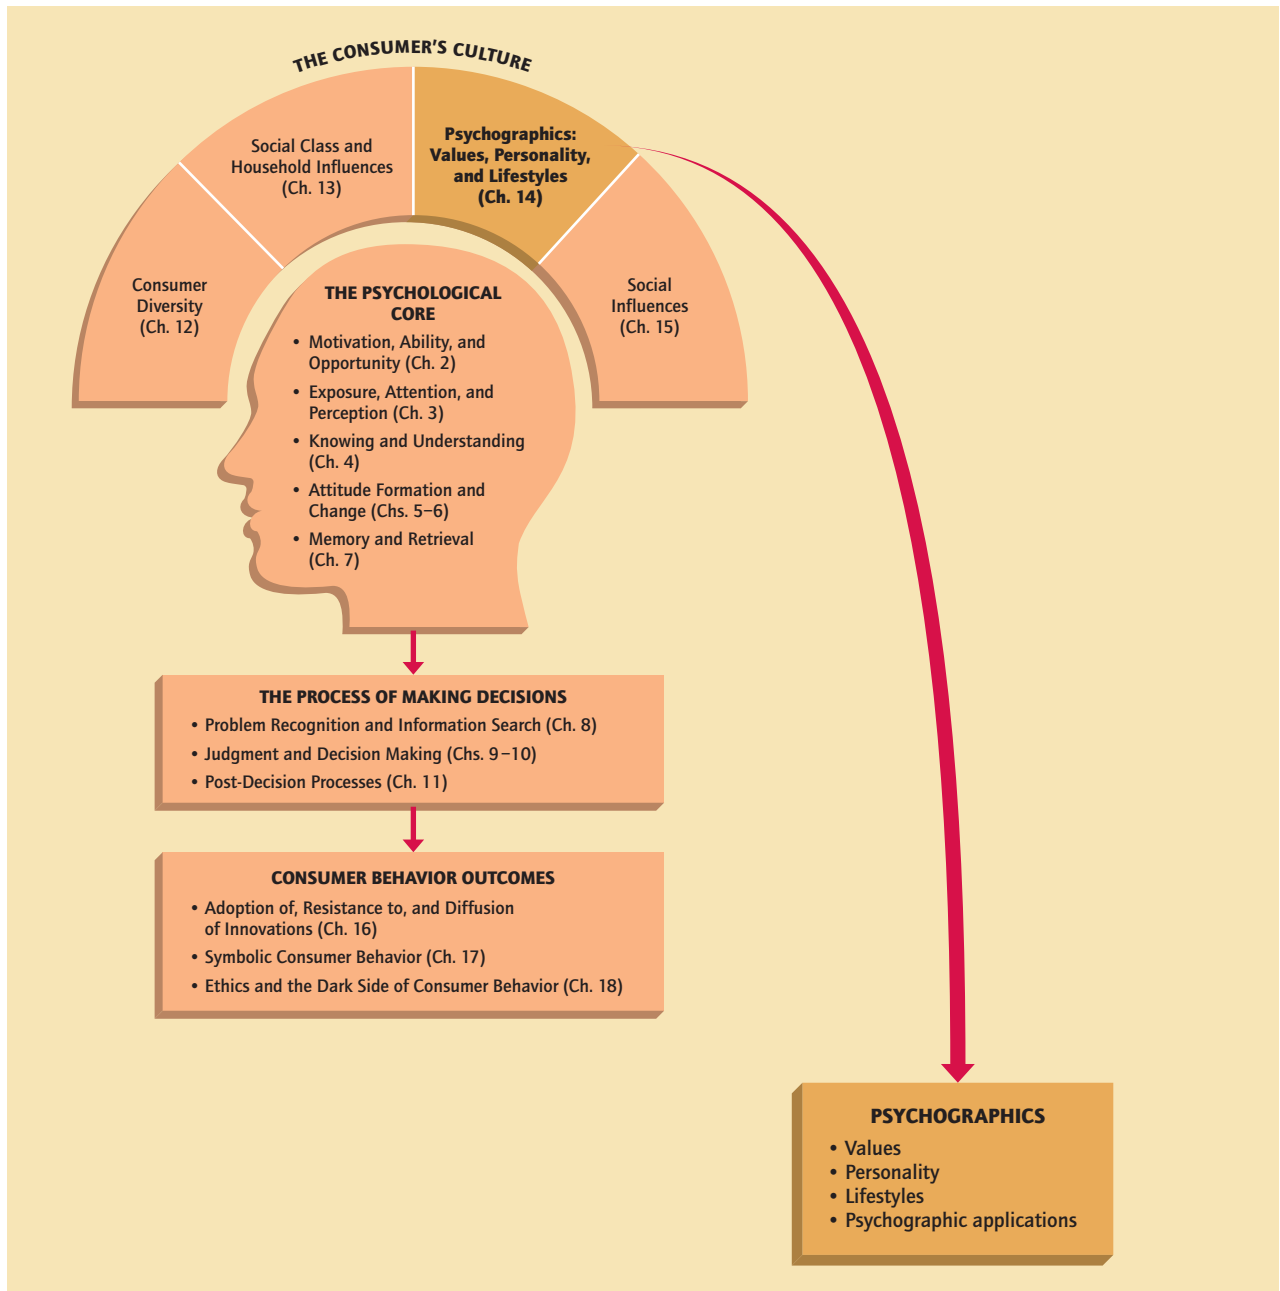 THE CONSUMER'S CULTURE
Social Class and
Household Influences
(Ch. 13)
Psychographics:
Values, Personality,
and Lifestyles
(Ch. 14)
Consumer
Diversity
(Ch. 12)
Social
Influences
(Ch. 15)
THE PSYCHOLOGICAL
CORE
• Motivation, Ability, and
Opportunity (Ch. 2)
• Exposure, Attention, and
Perception (Ch. 3)
• Knowing and Understanding
(Ch. 4)
• Attitude Formation and
Change (Chs. 5–6)
• Memory and Retrieval
(Ch. 7)
THE PROCESS OF MAKING DECISIONS
• Problem Recognition and Information Search (Ch. 8)
• Judgment and Decision Making (Chs. 9–10)
• Post-Decision Processes (Ch. 11)
CONSUMER BEHAVIOR OUTCOMES
• Adoption of, Resistance to, and Diffusion
of Innovations (Ch. 16)
• Symbolic Consumer Behavior (Ch. 17)
• Ethics and the Dark Side of Consumer Behavior (Ch. 18)
PSYCHOGRAPHICS
• Values
• Personality
• Lifestyles
• Psychographic applications